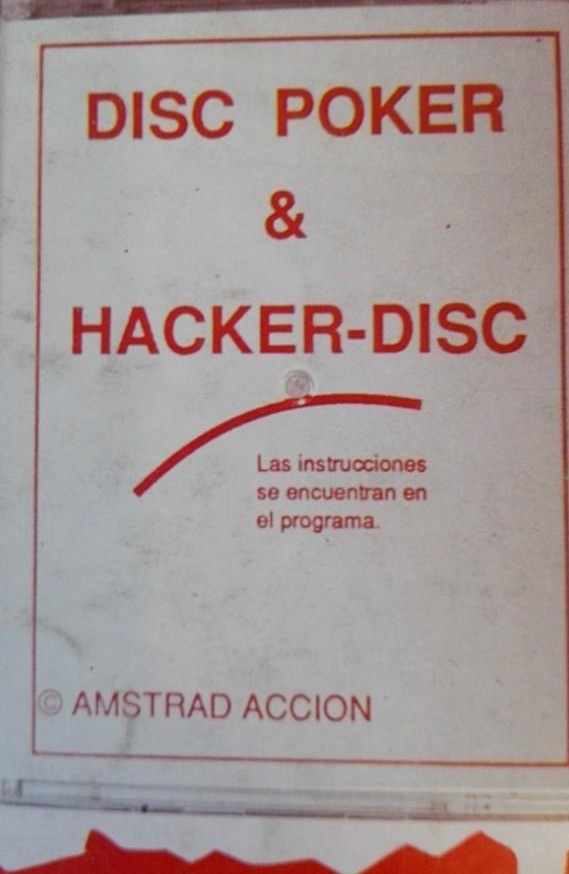 DISC POKER
&
HACKER-DISC
Las instrucciones
se encuentran en
el programa.
© AMSTRAD ACCION